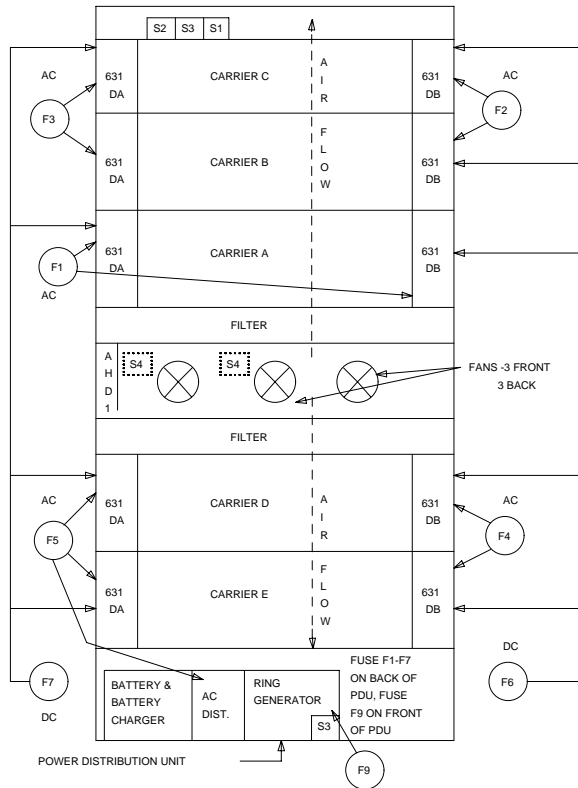 S2 S3 S1
AC
631
DA
CARRIER C
A
I
R
631
DB
AC
F3
F2
F
L
O
W
631
DA
CARRIER B
631
DB
631
DA
CARRIER A
631
DB
F1
AC
FILTER
A
H
D
1
S4
S4
FANS -3 FRONT
3 BACK
FILTER
AC
631
DA
CARRIER D
A
I
R
631
DB
AC
F5
F4
F
L
O
W
631
DA
CARRIER E
631
DB
DC
F7
DC
F6
BATTERY &
BATTERY
CHARGER
AC
DIST.
RING
GENERATOR
S3
FUSE F1-F7
ON BACK OF
PDU, FUSE
F9 ON FRONT
OF PDU
POWER DISTRIBUTION UNIT
F9